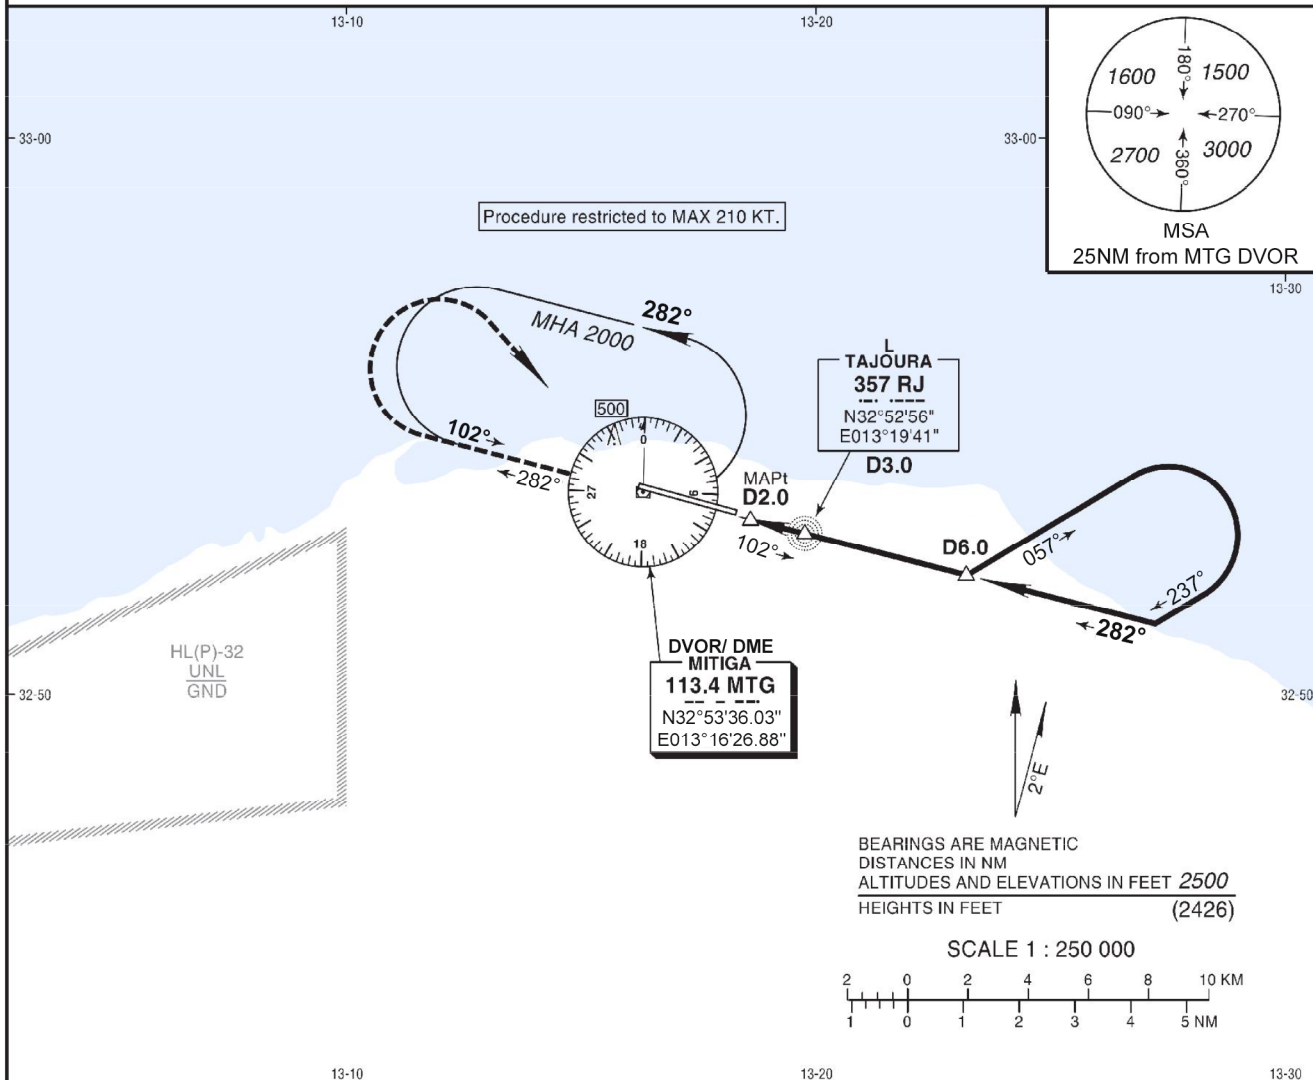 13-10
13-20
180°
1600
1500
090°
270°
2700
360°
3000
MSA
25NM from MTG DVOR
33-00
33-00
13-30
Procedure restricted to MAX 210 KT.
282°
MHA 2000
L
TAJOURA
357 RJ
N32°52'56"
E013°19'41"
D3.0
500
102°
282°
0
27
9
18
MAPt
D2.0
102°
D6.0
057°
237°
282°
HL(P)-32
UNL
GND
DVOR/ DME
MITIGA
113.4 MTG
N32°53'36.03"
E013°16'26.88"
32-50
32-50
2°E
BEARINGS ARE MAGNETIC
DISTANCES IN NM
ALTITUDES AND ELEVATIONS IN FEET 2500
HEIGHTS IN FEET (2426)
SCALE 1 : 250 000
2 0 2 4 6 8 10 KM
1 0 1 2 3 4 5 NM
13-10
13-20
13-30